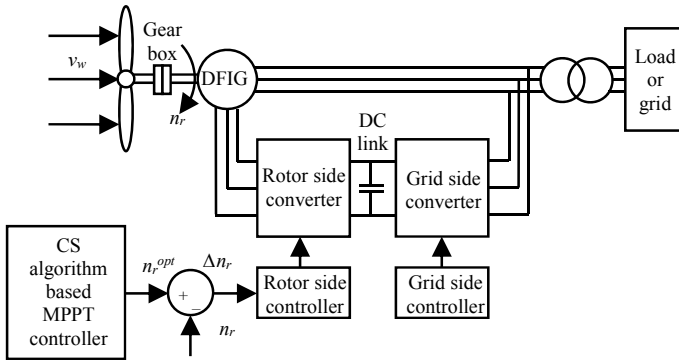 Gear
box
v_w
DFIG
n_r
Load
or
grid
DC
link
Rotor side
converter
Grid side
converter
CS
algorithm
based
MPPT
controller
n_r^opt
Δn_r
+
−
n_r
Rotor side
controller
Grid side
controller